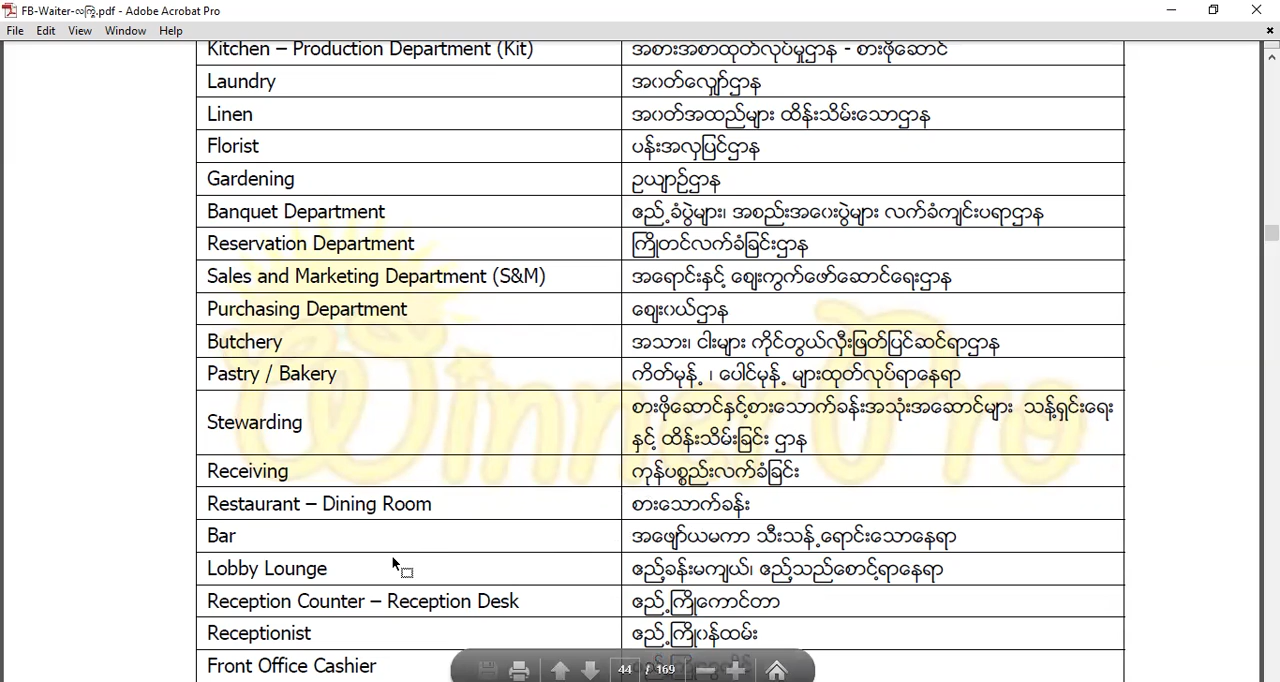 FB-Waiter-လကြွ.pdf - Adobe Acrobat Pro
File Edit View Window Help
Kitchen – Production Department (Kit) အစားအစာထုတ်လုပ်မှုဌာန - စားဖိုဆောင်
Laundry အဝတ်လျှော်ဌာန
Linen အဝတ်အထည်များ ထိန်းသိမ်းသောဌာန
Florist ပန်းအလှပြင်ဌာန
Gardening ဥယျာဉ်ဌာန
Banquet Department ဧည့်ခံပွဲများ၊ အစည်းအဝေးပွဲများ လက်ခံကျင်းပရာဌာန
Reservation Department ကြိုတင်လက်ခံခြင်းဌာန
Sales and Marketing Department (S&M) အရောင်းနှင့် ဈေးကွက်ဖော်ဆောင်ရေးဌာန
Purchasing Department ဈေးဝယ်ဌာန
Butchery အသား၊ ငါးများ ကိုင်တွယ်လှီးဖြတ်ပြင်ဆင်ရာဌာန
Pastry / Bakery ကိတ်မုန့် ၊ ပေါင်မုန့် များထုတ်လုပ်ရာနေရာ
Stewarding စားဖိုဆောင်နှင့်စားသောက်ခန်းအသုံးအဆောင်များ သန့်ရှင်းရေး
နှင့် ထိန်းသိမ်းခြင်း ဌာန
Receiving ကုန်ပစ္စည်းလက်ခံခြင်း
Restaurant – Dining Room စားသောက်ခန်း
Bar အဖျော်ယမကာ သီးသန့်ရောင်းသောနေရာ
Lobby Lounge ဧည့်ခန်းမကျယ်၊ ဧည့်သည်စောင့်ရာနေရာ
Reception Counter – Reception Desk ဧည့်ကြိုကောင်တာ
Receptionist ဧည့်ကြိုဝန်ထမ်း
Front Office Cashier
44 / 169
WinnerPro